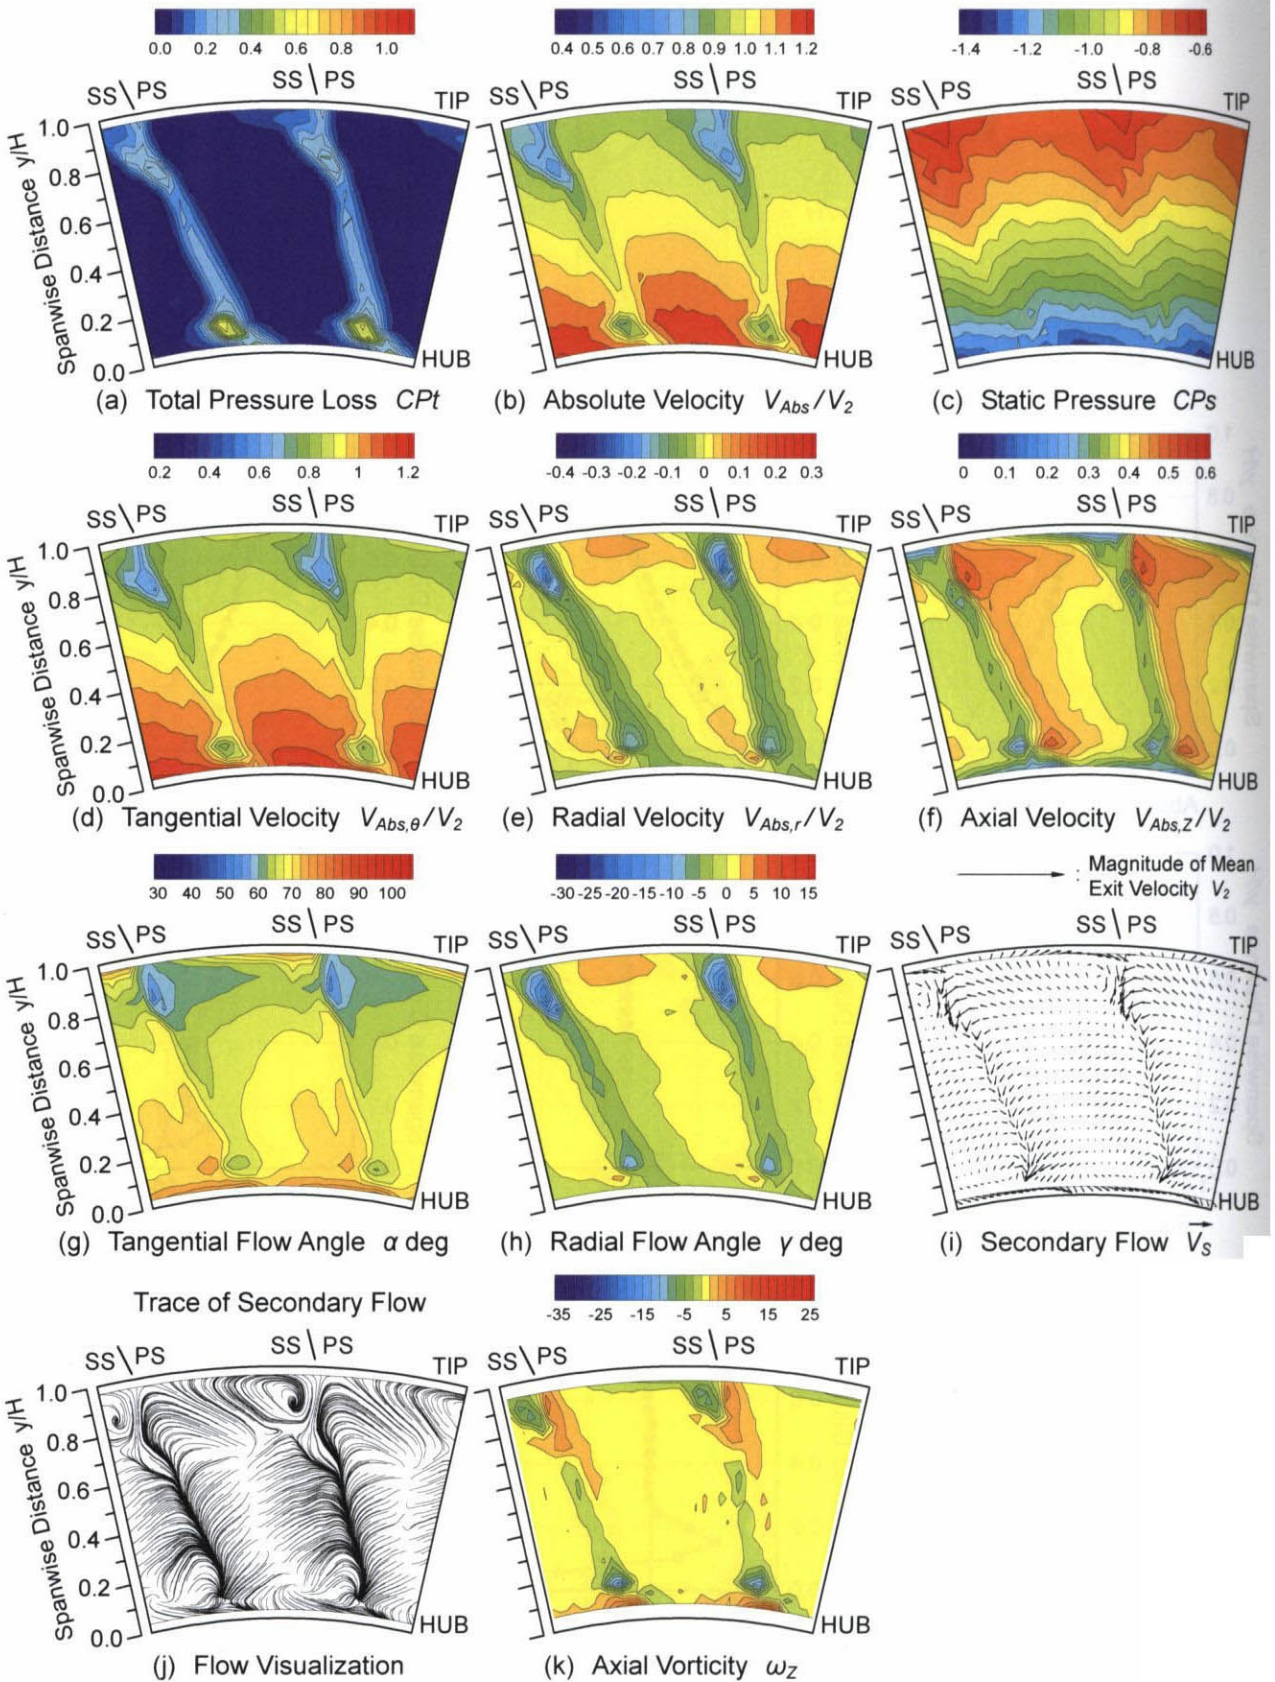 0.0 0.2 0.4 0.6 0.8 1.0
0.4 0.5 0.6 0.7 0.8 0.9 1.0 1.1 1.2
-1.4 -1.2 -1.0 -0.8 -0.6
SS \ PS SS \ PS TIP
SS \ PS SS \ PS TIP
SS \ PS SS \ PS TIP
Spanwise Distance y/H
1.0
0.8
0.6
0.4
0.2
0.0
HUB
HUB
HUB
(a) Total Pressure Loss CPt
(b) Absolute Velocity V_Abs/V_2
(c) Static Pressure CPs
0.2 0.4 0.6 0.8 1 1.2
-0.4 -0.3 -0.2 -0.1 0 0.1 0.2 0.3
0 0.1 0.2 0.3 0.4 0.5 0.6
SS \ PS SS \ PS TIP
SS \ PS SS \ PS TIP
SS \ PS SS \ PS TIP
Spanwise Distance y/H
1.0
0.8
0.6
0.4
0.2
0.0
HUB
HUB
HUB
(d) Tangential Velocity V_Abs,θ/V_2
(e) Radial Velocity V_Abs,r/V_2
(f) Axial Velocity V_Abs,Z/V_2
30 40 50 60 70 80 90 100
-30 -25 -20 -15 -10 -5 0 5 10 15
: Magnitude of Mean
Exit Velocity V_2
SS \ PS SS \ PS TIP
SS \ PS SS \ PS TIP
SS \ PS SS \ PS TIP
Spanwise Distance y/H
1.0
0.8
0.6
0.4
0.2
0.0
HUB
HUB
HUB
(g) Tangential Flow Angle α deg
(h) Radial Flow Angle γ deg
(i) Secondary Flow V_S
Trace of Secondary Flow
-35 -25 -15 -5 5 15 25
SS \ PS SS \ PS TIP
SS \ PS SS \ PS TIP
Spanwise Distance y/H
1.0
0.8
0.6
0.4
0.2
0.0
HUB
HUB
(j) Flow Visualization
(k) Axial Vorticity ω_Z